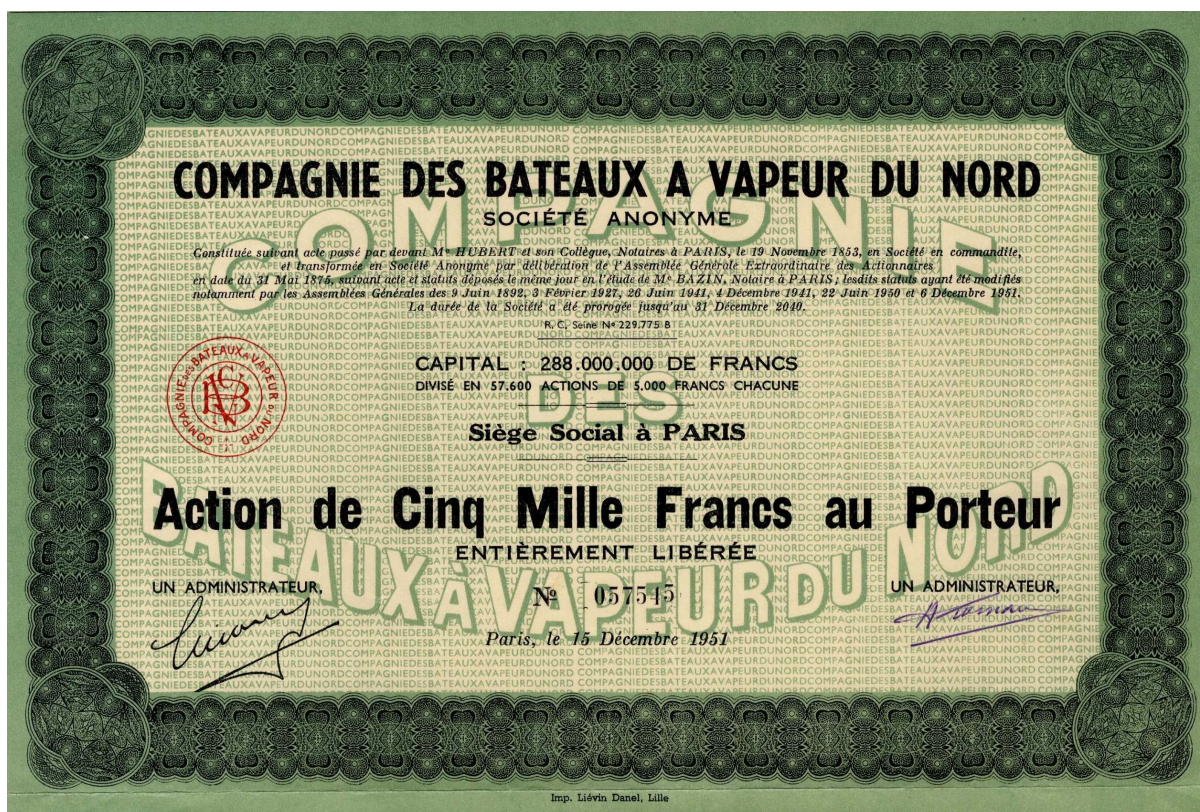 COMPAGNIE DES BATEAUX A VAPEUR DU NORD
SOCIÉTÉ ANONYME
Constituée suivant acte passé par devant Me HUBERT et son Collègue, Notaires à PARIS, le 19 Novembre 1853, en Société en commandite,
et transformée en Société Anonyme par délibération de l'Assemblée Générale Extraordinaire des Actionnaires
en date du 31 Mai 1875, suivant acte et statuts déposés le même jour en l'étude de Me BAZIN, Notaire à PARIS; lesdits statuts ayant été modifiés
notamment par les Assemblées Générales des 9 Juin 1892, 3 Février 1927, 26 Juin 1941, 4 Décembre 1941, 22 Juin 1950 et 6 Décembre 1951.
La durée de la Société a été prorogée jusqu'au 31 Décembre 2040.
R. C. Seine No 229.775 B
CAPITAL : 288.000.000 DE FRANCS
DIVISÉ EN 57.600 ACTIONS DE 5.000 FRANCS CHACUNE
COMPAGNIE DES BATEAUX À VAPEUR DU NORD
Siège Social à PARIS
Action de Cinq Mille Francs au Porteur
ENTIÈREMENT LIBÉRÉE
UN ADMINISTRATEUR,
No 057545
UN ADMINISTRATEUR,
Paris, le 15 Décembre 1951
COMPAGNIE
DES
BATEAUX À VAPEUR DU NORD
Imp. Liévin Danel, Lille